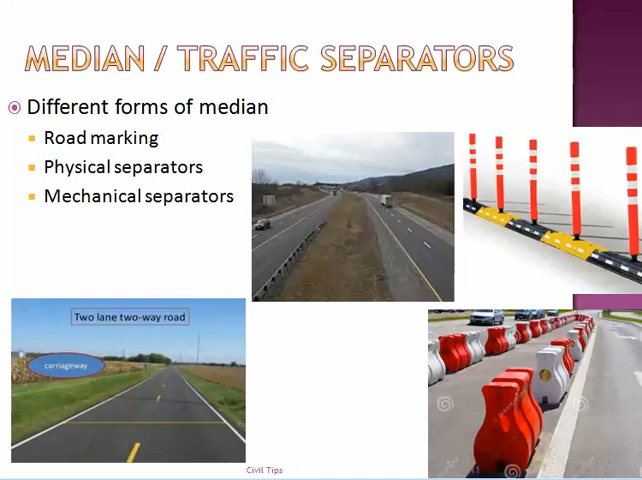 MEDIAN / TRAFFIC SEPARATORS
Different forms of median
Road marking
Physical separators
Mechanical separators
Two lane two-way road
carriageway
Civil Tips